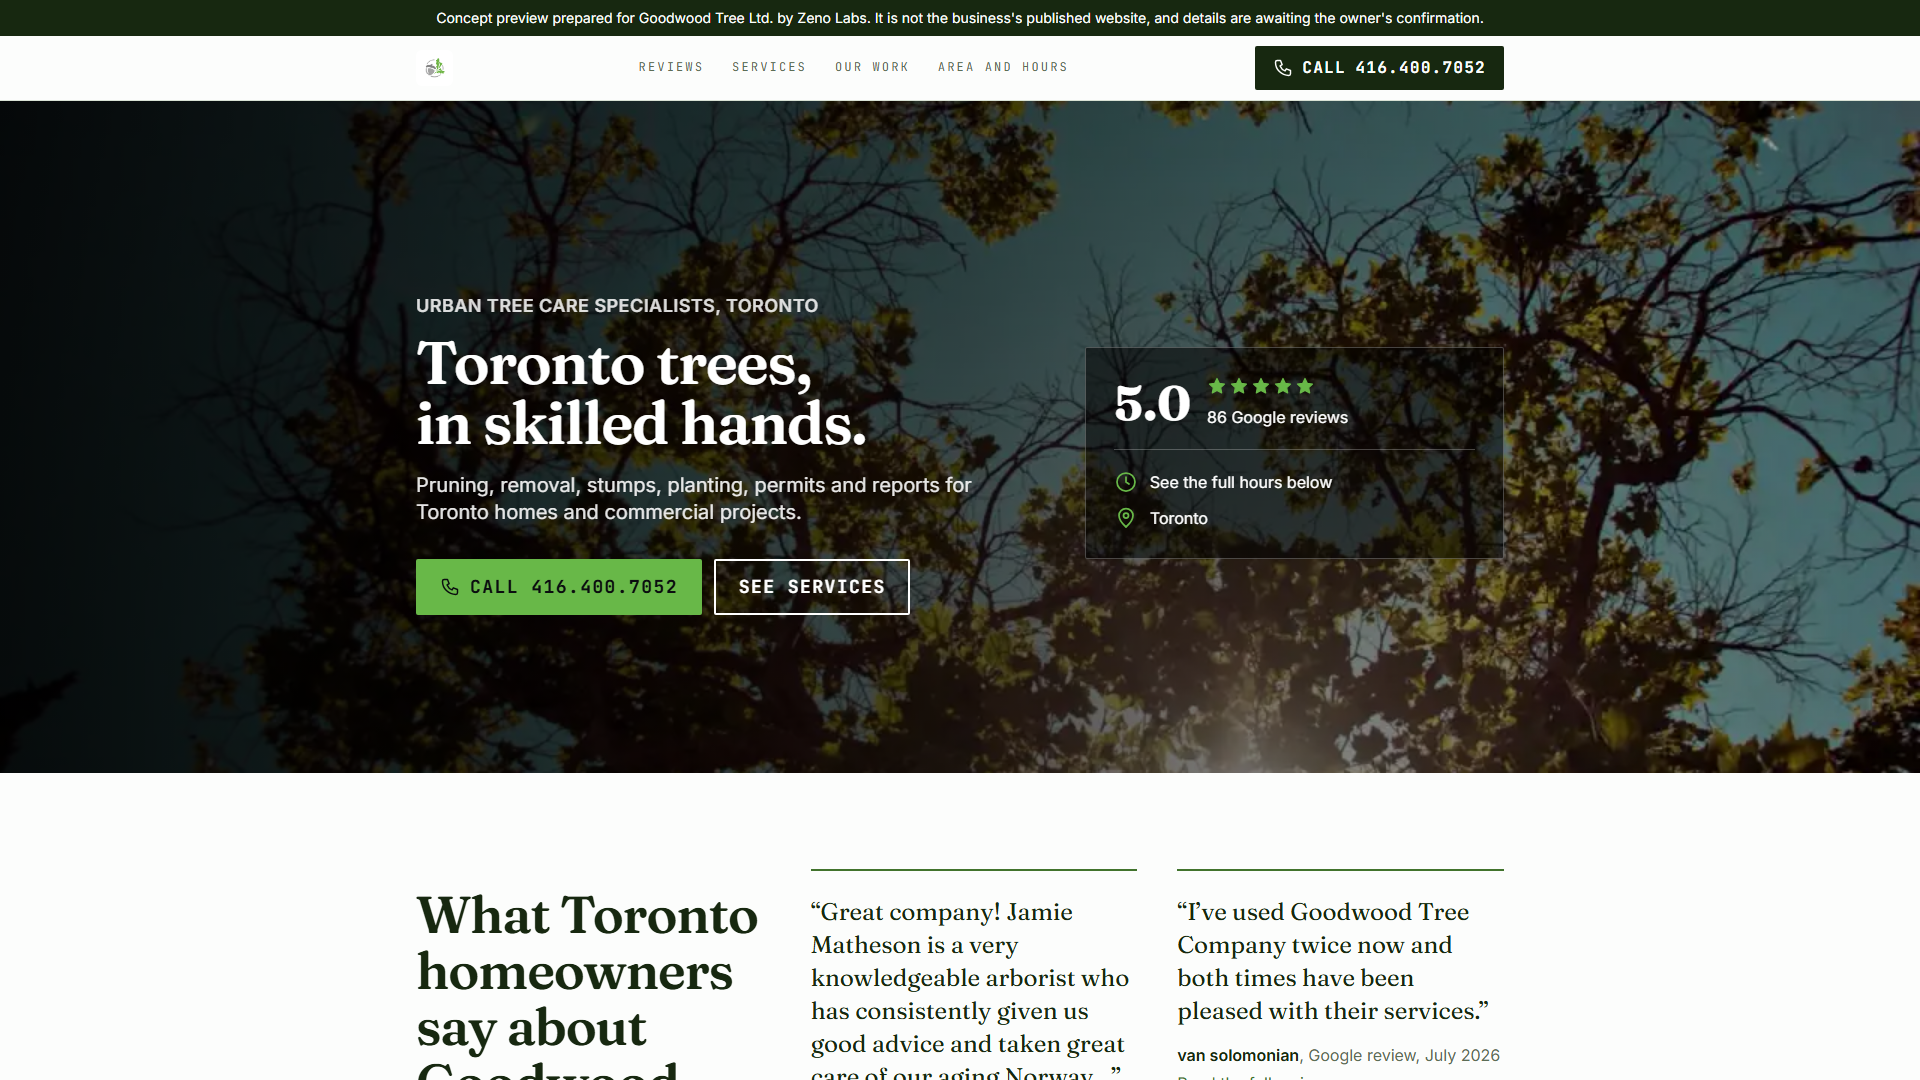 Concept preview prepared for Goodwood Tree Ltd. by Zeno Labs. It is not the business's published website, and details are awaiting the owner's confirmation.
REVIEWS
SERVICES
OUR WORK
AREA AND HOURS
CALL 416.400.7052
URBAN TREE CARE SPECIALISTS, TORONTO
Toronto trees,
in skilled hands.
Pruning, removal, stumps, planting, permits and reports for
Toronto homes and commercial projects.
CALL 416.400.7052
SEE SERVICES
5.0
86 Google reviews
See the full hours below
Toronto
What Toronto
homeowners
say about
Goodwood
“Great company! Jamie
Matheson is a very
knowledgeable arborist who
has consistently given us
good advice and taken great
care of our aging Norway…”
“I’ve used Goodwood Tree
Company twice now and
both times have been
pleased with their services.”
van solomonian, Google review, July 2026